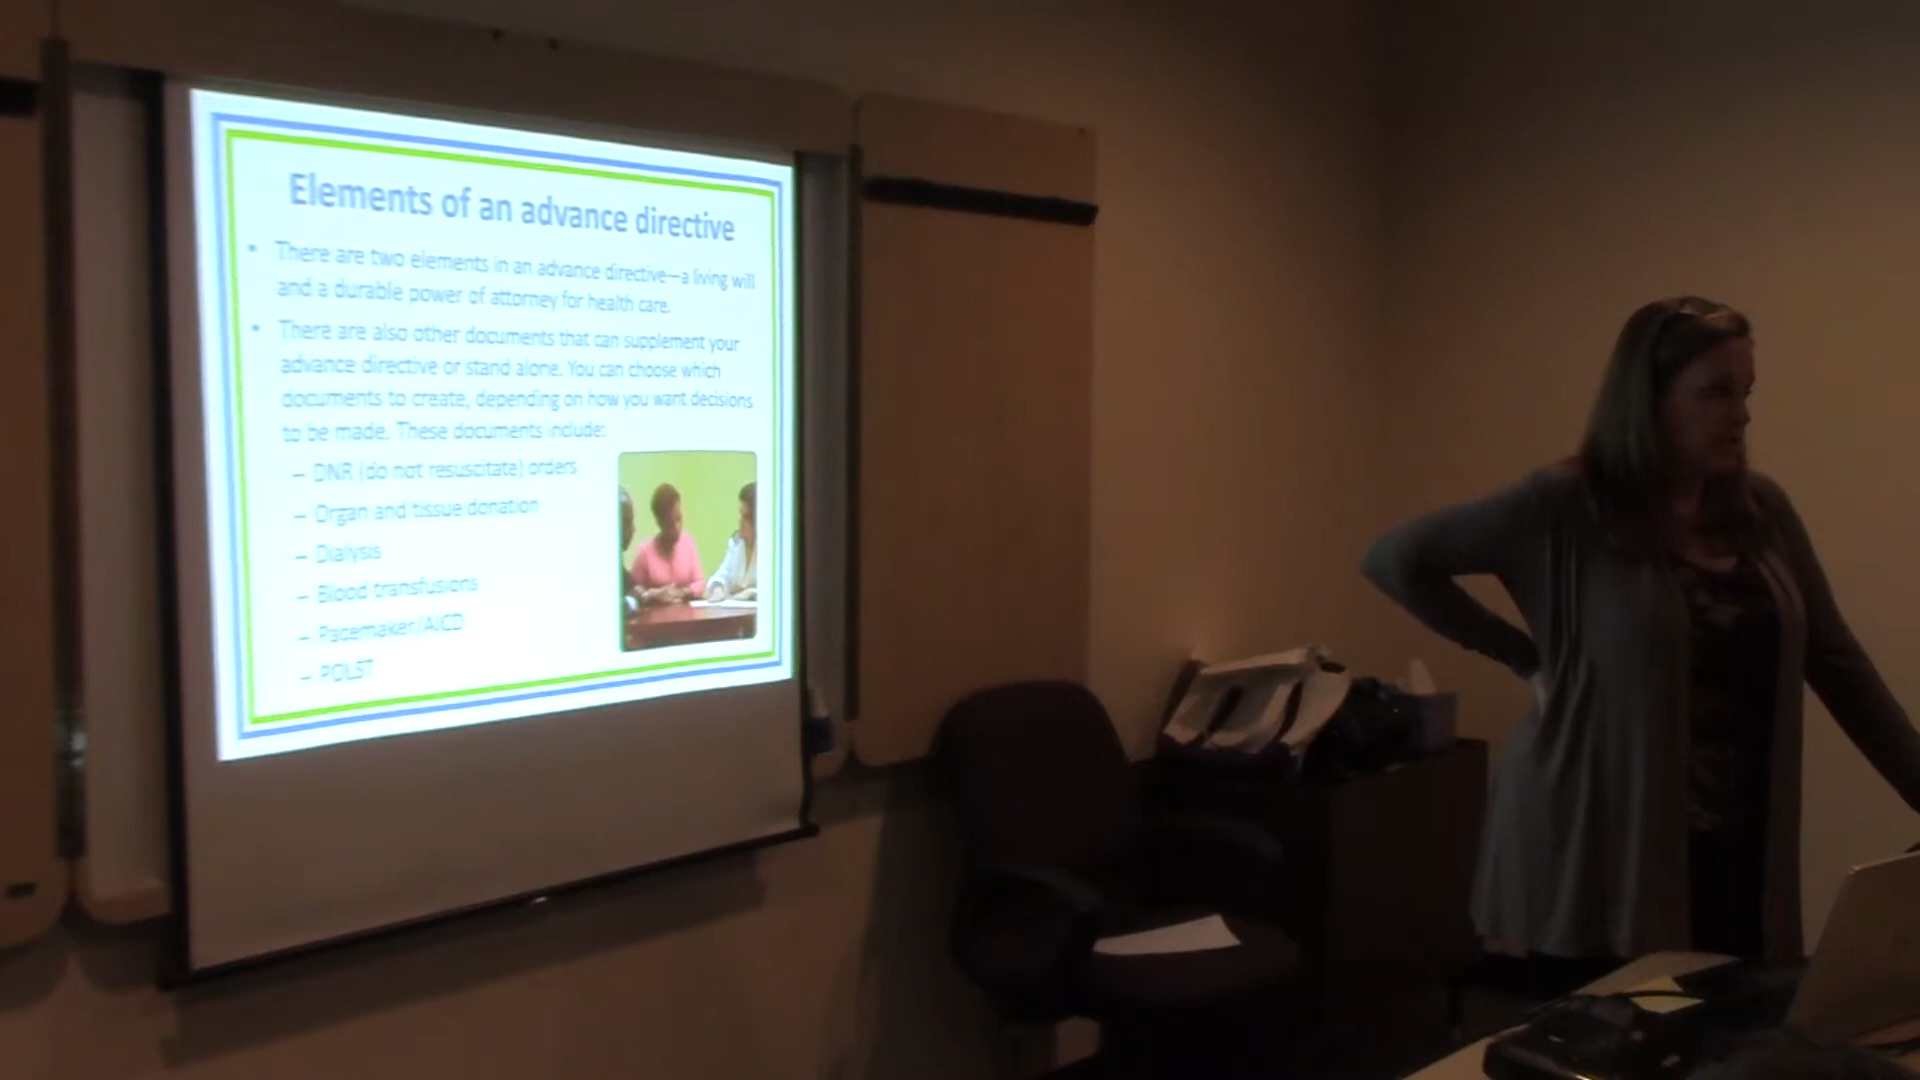 Elements of an advance directive
• There are two elements in an advance directive—a living will
and a durable power of attorney for health care.
• There are also other documents that can supplement your
advance directive or stand alone. You can choose which
documents to create, depending on how you want decisions
to be made. These documents include:
– DNR (do not resuscitate) orders
– Organ and tissue donation
– Dialysis
– Blood transfusions
– Pacemaker/AICD
– POLST